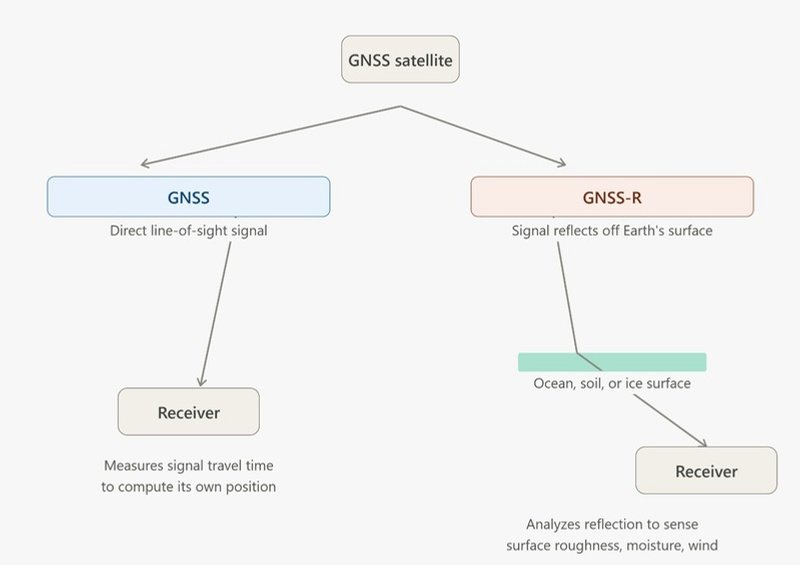 GNSS satellite
GNSS
GNSS-R
Direct line-of-sight signal
Signal reflects off Earth's surface
Ocean, soil, or ice surface
Receiver
Measures signal travel time
to compute its own position
Receiver
Analyzes reflection to sense
surface roughness, moisture, wind